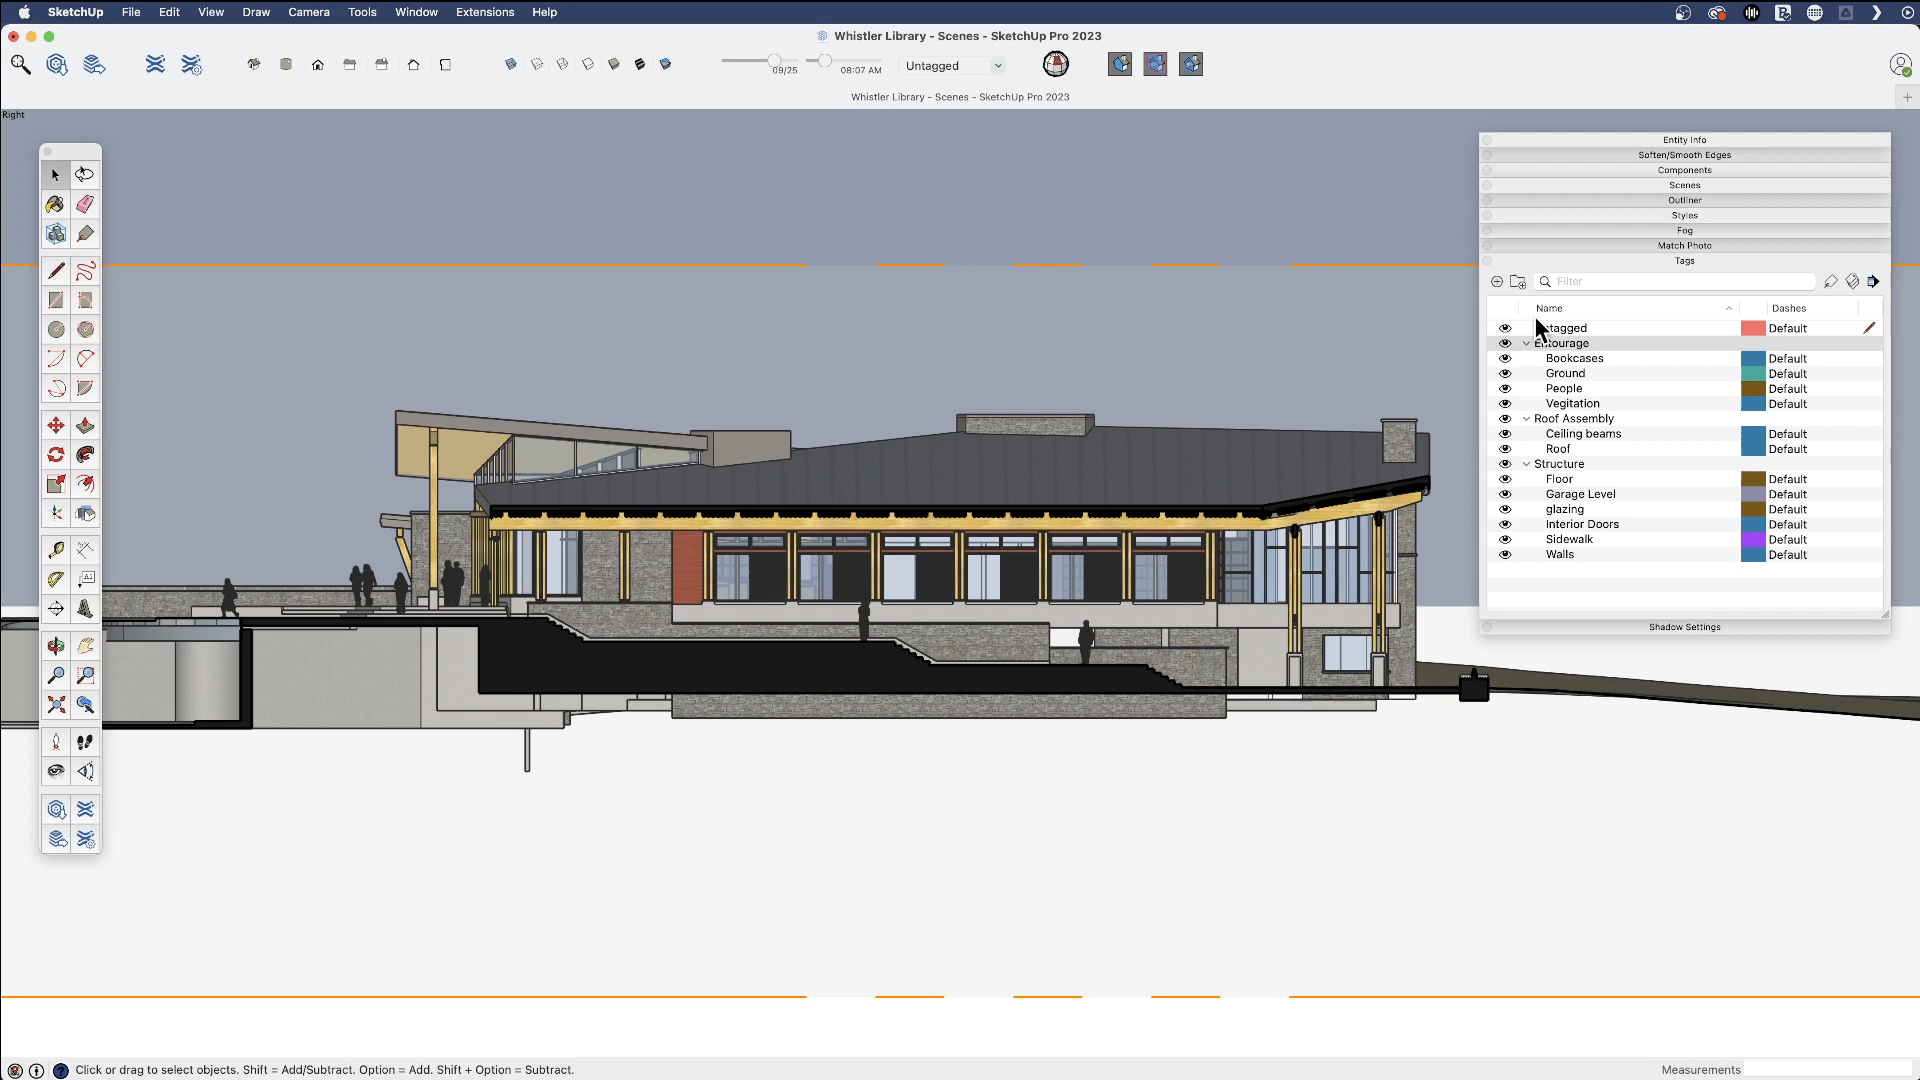 SketchUp File Edit View Draw Camera Tools Window Extensions Help
Whistler Library - Scenes - SketchUp Pro 2023
09/25 08:07 AM Untagged
Whistler Library - Scenes - SketchUp Pro 2023
Right
Entity Info
Soften/Smooth Edges
Components
Scenes
Outliner
Styles
Fog
Match Photo
Tags
Filter
Name Dashes
tagged Default
Entourage
Bookcases Default
Ground Default
People Default
Vegitation Default
Roof Assembly
Ceiling beams Default
Roof Default
Structure
Floor Default
Garage Level Default
glazing Default
Interior Doors Default
Sidewalk Default
Walls Default
Shadow Settings
A1
Click or drag to select objects. Shift = Add/Subtract. Option = Add. Shift + Option = Subtract.
Measurements